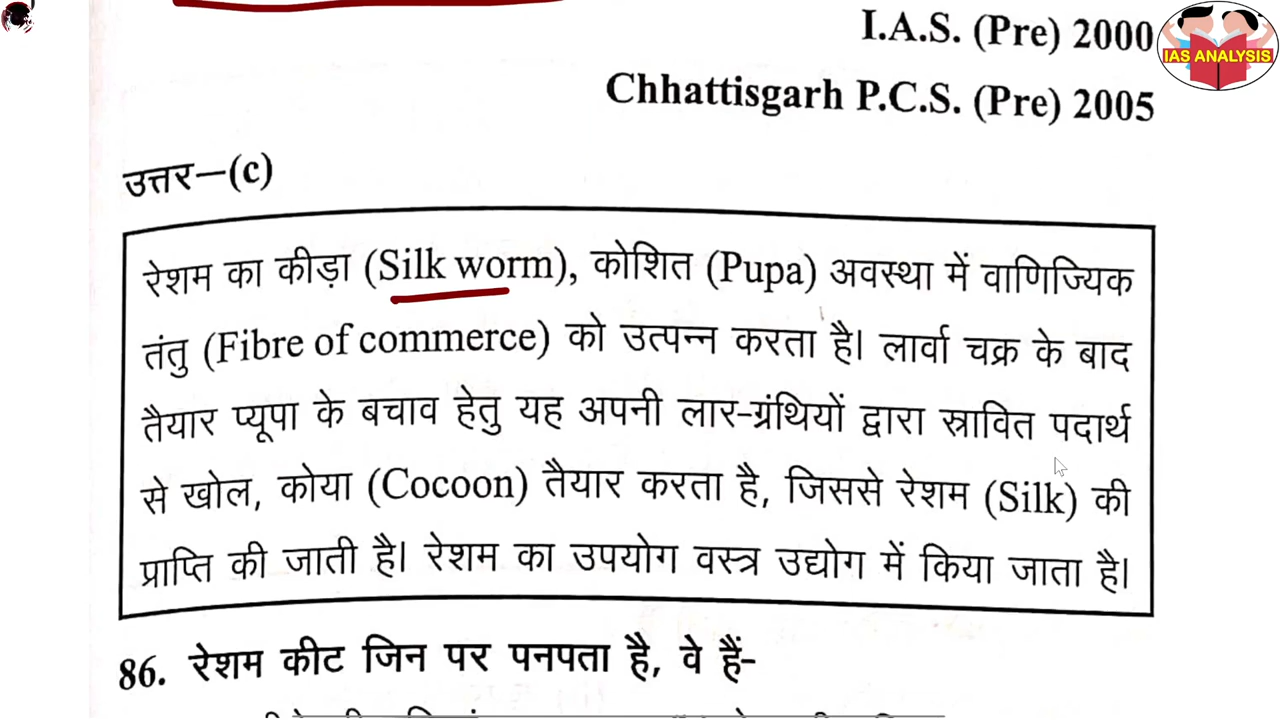 I.A.S. (Pre) 2000
IAS ANALYSIS
Chhattisgarh P.C.S. (Pre) 2005
उत्तर–(c)
रेशम का कीड़ा (Silk worm), कोशित (Pupa) अवस्था में वाणिज्यिक
तंतु (Fibre of commerce) को उत्पन्न करता है। लार्वा चक्र के बाद
तैयार प्यूपा के बचाव हेतु यह अपनी लार-ग्रंथियों द्वारा स्रावित पदार्थ
से खोल, कोया (Cocoon) तैयार करता है, जिससे रेशम (Silk) की
प्राप्ति की जाती है। रेशम का उपयोग वस्त्र उद्योग में किया जाता है।
86. रेशम कीट जिन पर पनपता है, वे हैं-